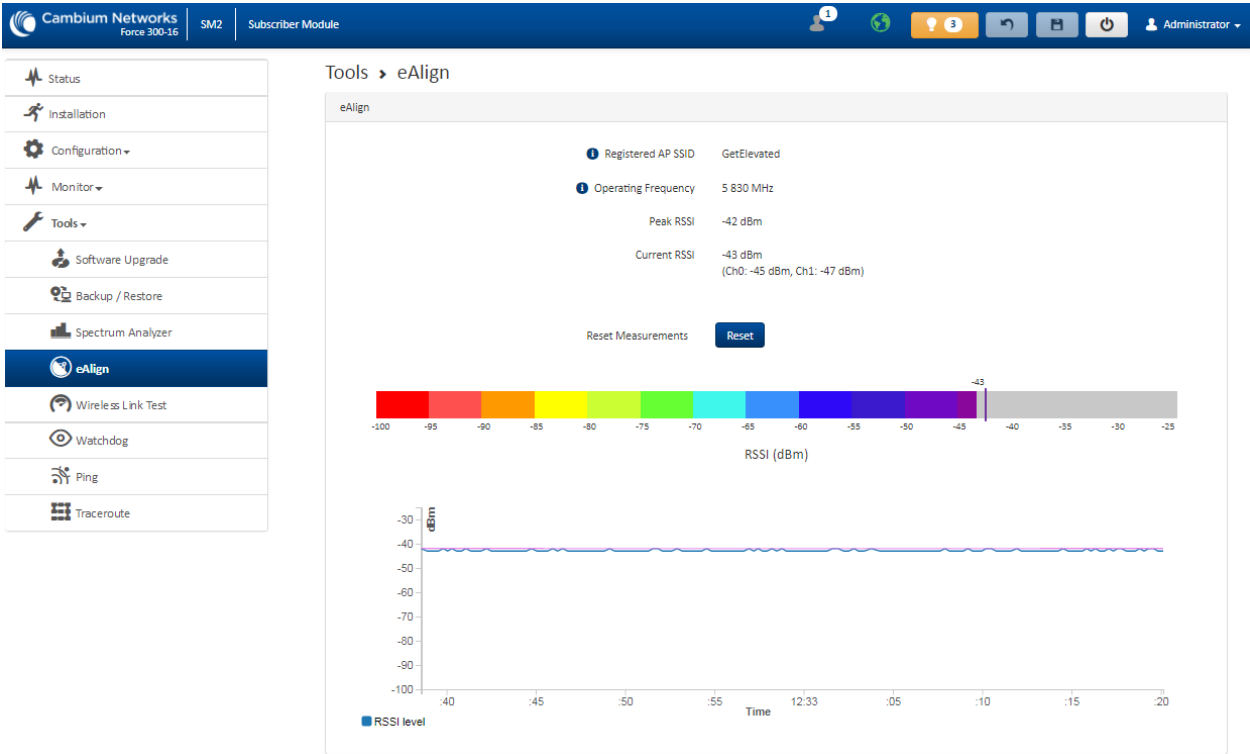 Cambium Networks
Force 300-16
SM2
Subscriber Module
1
3
Administrator
Status
Installation
Configuration
Monitor
Tools
Software Upgrade
Backup / Restore
Spectrum Analyzer
eAlign
Wireless Link Test
Watchdog
Ping
Traceroute
Tools > eAlign
eAlign
Registered AP SSID GetElevated
Operating Frequency 5 830 MHz
Peak RSSI -42 dBm
Current RSSI -43 dBm
(Ch0: -45 dBm, Ch1: -47 dBm)
Reset Measurements Reset
-43
-100 -95 -90 -85 -80 -75 -70 -65 -60 -55 -50 -45 -40 -35 -30 -25
RSSI (dBm)
dBm
-30
-40
-50
-60
-70
-80
-90
-100
:40 :45 :50 :55 12:33 :05 :10 :15 :20
Time
RSSI level